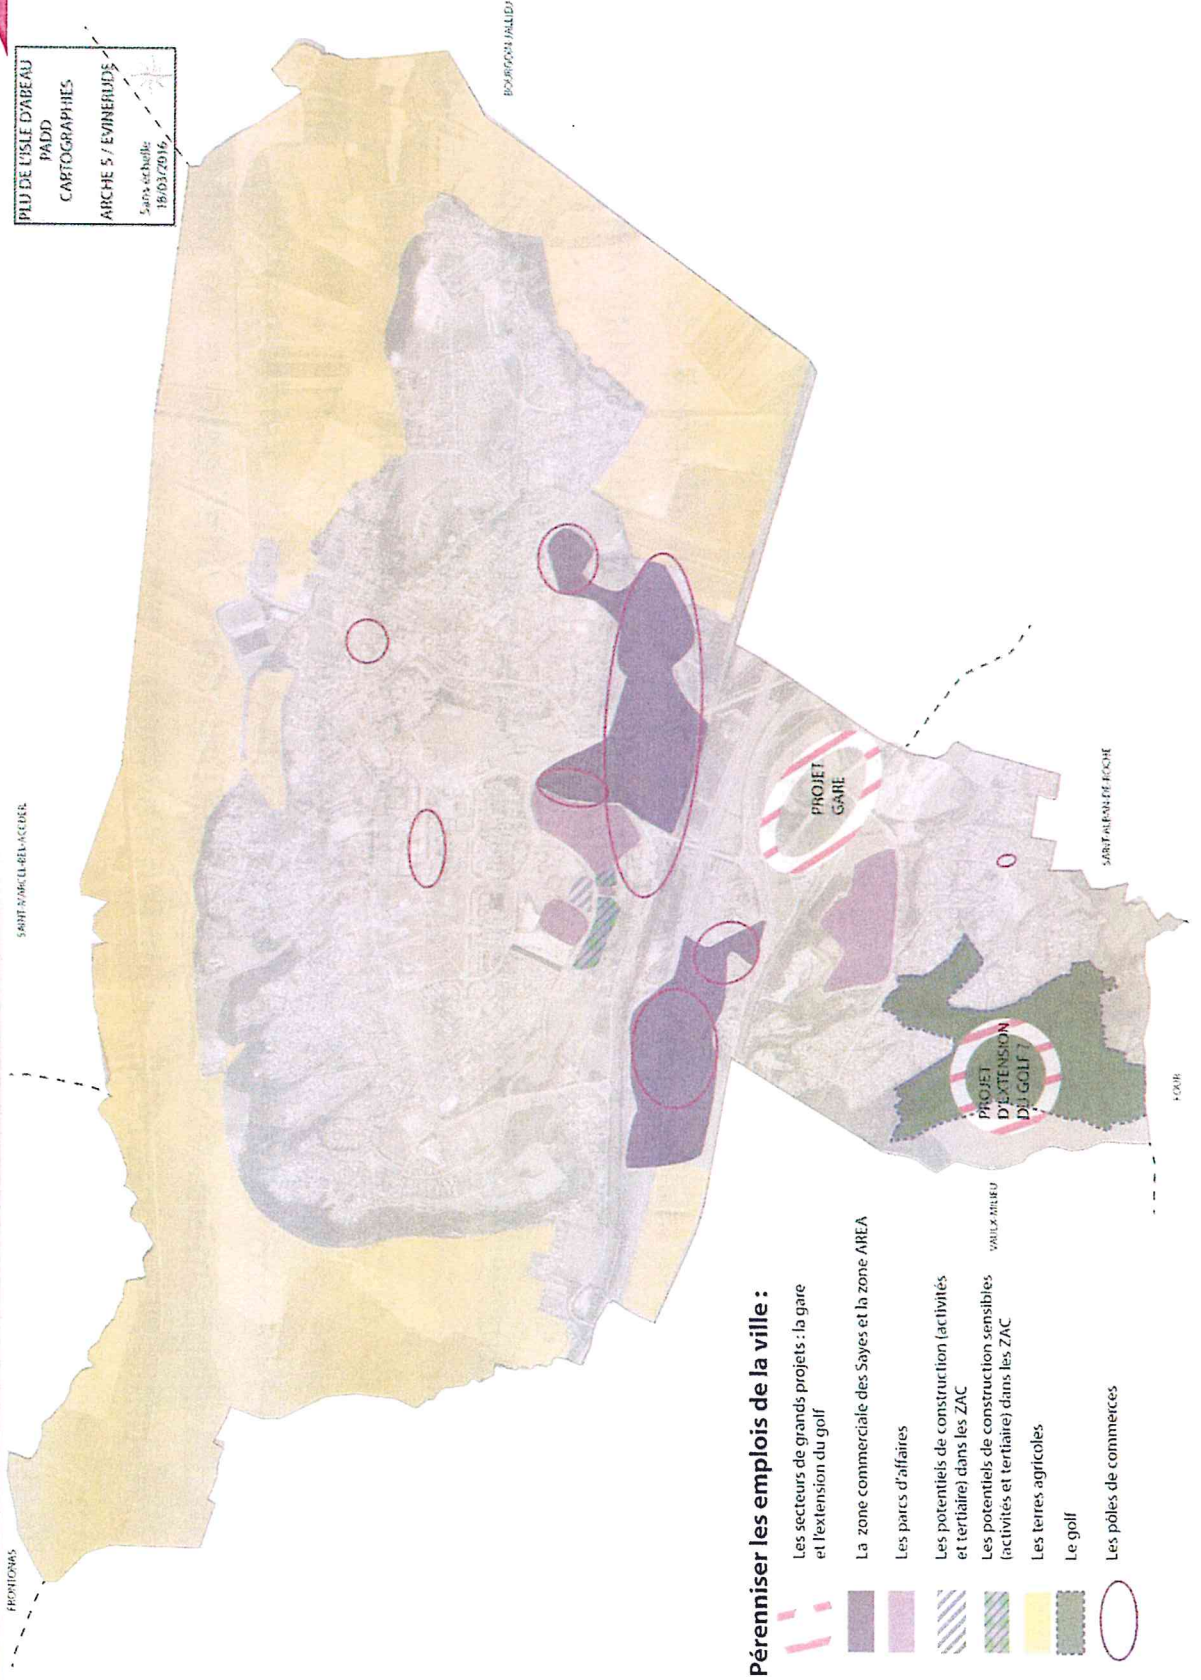 PLU DE L'ISLE D'ABEAU
PADD
CARTOGRAPHIES
ARCHE 5 / EVINERUDE
Sans échelle
18/03/2016
FRONTONAS
SAINT-MARCEL-BEL-ACCUEIL
BOURGOIN-JALLIEU
PROJET
GARE
SAINT-ALBAN-DE-ROCHE
PROJET
D'EXTENSION
DU GOLF ?
FOUR
VAULX-MILIEU
Pérenniser les emplois de la ville :
Les secteurs de grands projets : la gare
et l'extension du golf
La zone commerciale des Sayes et la zone AREA
Les parcs d'affaires
Les potentiels de construction (activités
et tertiaire) dans les ZAC
Les potentiels de construction sensibles
(activités et tertiaire) dans les ZAC
Les terres agricoles
Le golf
Les pôles de commerces